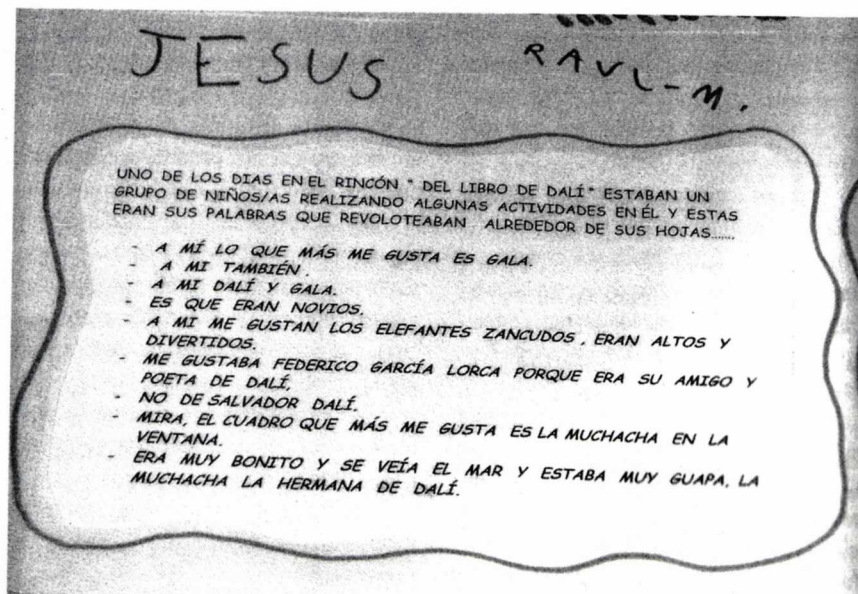 JESUS
RAUL-M.
UNO DE LOS DIAS EN EL RINCÓN " DEL LIBRO DE DALÍ" ESTABAN UN
GRUPO DE NIÑOS/AS REALIZANDO ALGUNAS ACTIVIDADES EN ÉL Y ESTAS
ERAN SUS PALABRAS QUE REVOLOTEABAN ALREDEDOR DE SUS HOJAS.......
- A MÍ LO QUE MÁS ME GUSTA ES GALA.
- A MI TAMBIÉN.
- A MI DALÍ Y GALA.
- ES QUE ERAN NOVIOS.
- A MI ME GUSTAN LOS ELEFANTES ZANCUDOS, ERAN ALTOS Y
DIVERTIDOS.
- ME GUSTABA FEDERICO GARCÍA LORCA PORQUE ERA SU AMIGO Y
POETA DE DALÍ.
- NO DE SALVADOR DALÍ.
- MIRA, EL CUADRO QUE MÁS ME GUSTA ES LA MUCHACHA EN LA
VENTANA.
- ERA MUY BONITO Y SE VEÍA EL MAR Y ESTABA MUY GUAPA, LA
MUCHACHA LA HERMANA DE DALÍ.